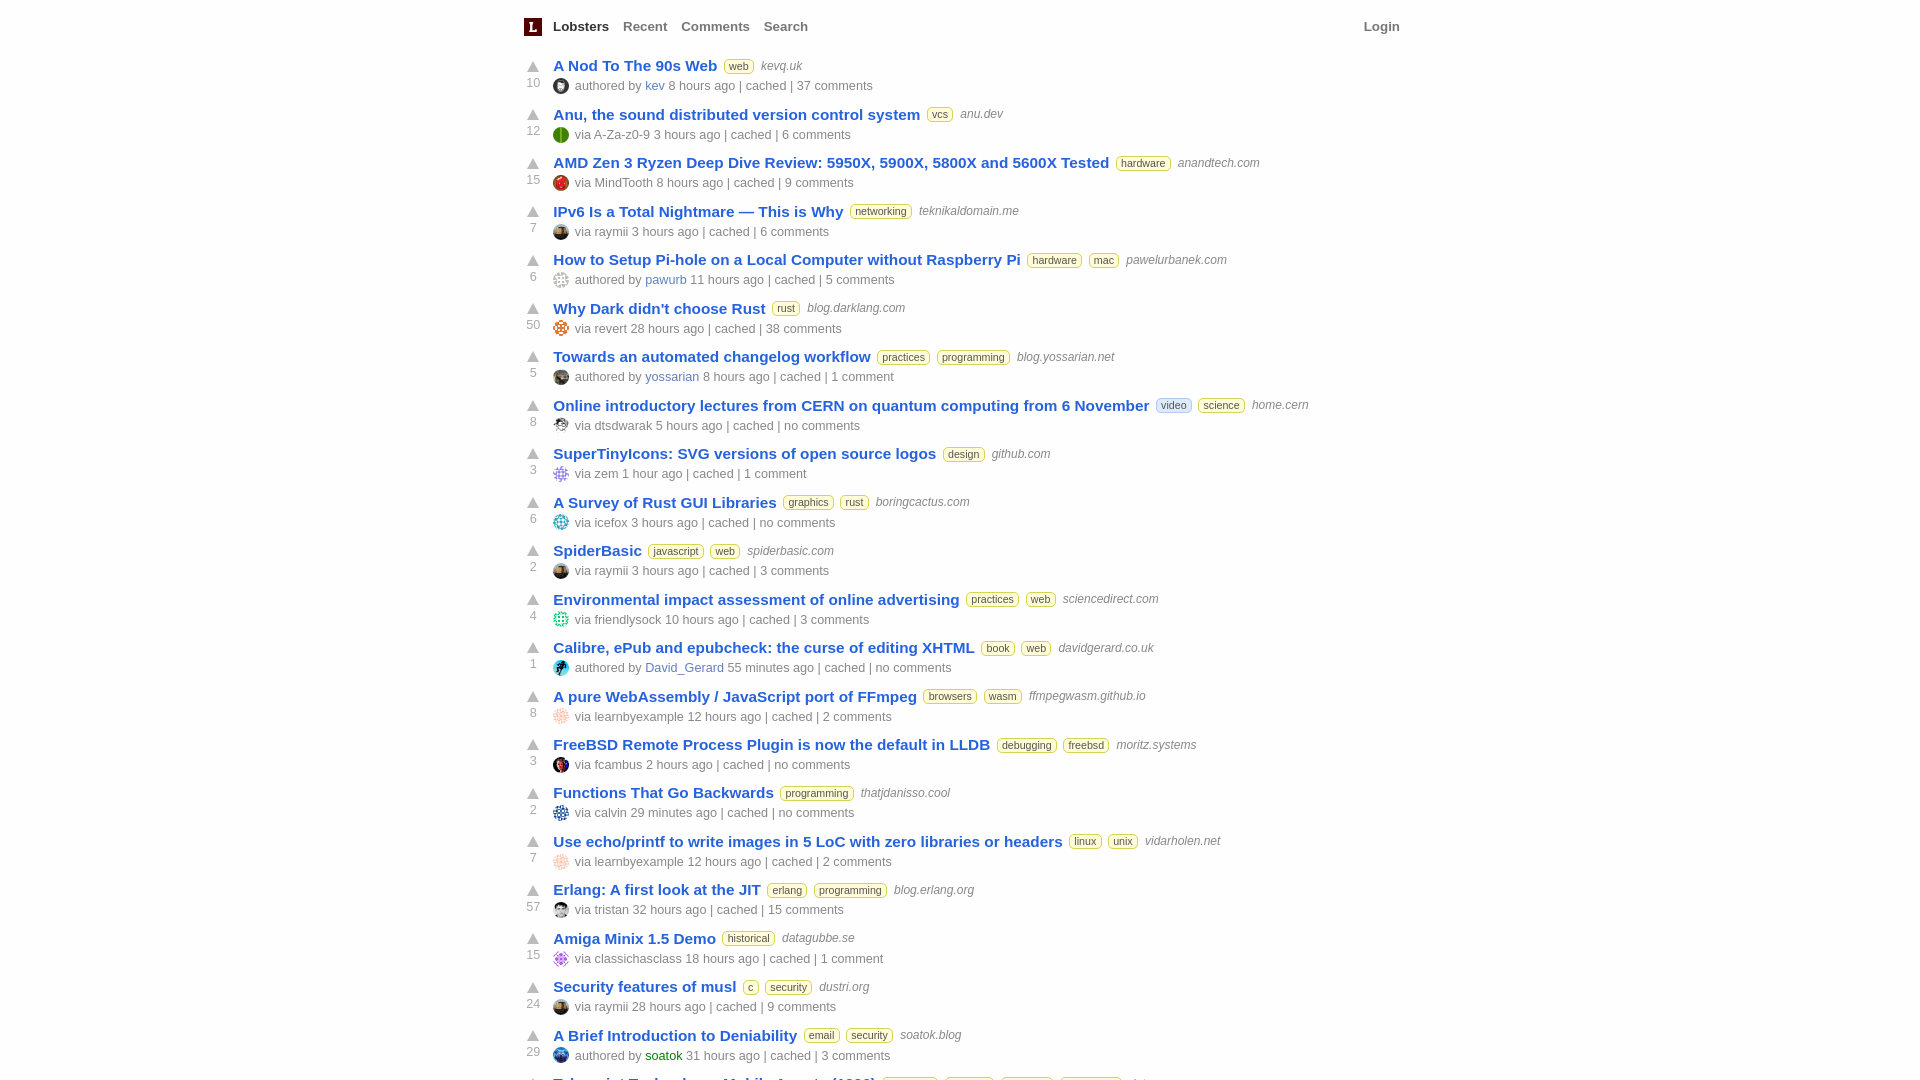 L Lobsters Recent Comments Search Login
A Nod To The 90s Web web kevq.uk
10 authored by kev 8 hours ago | cached | 37 comments
Anu, the sound distributed version control system vcs anu.dev
12 via A-Za-z0-9 3 hours ago | cached | 6 comments
AMD Zen 3 Ryzen Deep Dive Review: 5950X, 5900X, 5800X and 5600X Tested hardware anandtech.com
15 via MindTooth 8 hours ago | cached | 9 comments
IPv6 Is a Total Nightmare — This is Why networking teknikaldomain.me
7 via raymii 3 hours ago | cached | 6 comments
How to Setup Pi-hole on a Local Computer without Raspberry Pi hardware mac pawelurbanek.com
6 authored by pawurb 11 hours ago | cached | 5 comments
Why Dark didn't choose Rust rust blog.darklang.com
50 via revert 28 hours ago | cached | 38 comments
Towards an automated changelog workflow practices programming blog.yossarian.net
5 authored by yossarian 8 hours ago | cached | 1 comment
Online introductory lectures from CERN on quantum computing from 6 November video science home.cern
8 via dtsdwarak 5 hours ago | cached | no comments
SuperTinyIcons: SVG versions of open source logos design github.com
3 via zem 1 hour ago | cached | 1 comment
A Survey of Rust GUI Libraries graphics rust boringcactus.com
6 via icefox 3 hours ago | cached | no comments
SpiderBasic javascript web spiderbasic.com
2 via raymii 3 hours ago | cached | 3 comments
Environmental impact assessment of online advertising practices web sciencedirect.com
4 via friendlysock 10 hours ago | cached | 3 comments
Calibre, ePub and epubcheck: the curse of editing XHTML book web davidgerard.co.uk
1 authored by David_Gerard 55 minutes ago | cached | no comments
A pure WebAssembly / JavaScript port of FFmpeg browsers wasm ffmpegwasm.github.io
8 via learnbyexample 12 hours ago | cached | 2 comments
FreeBSD Remote Process Plugin is now the default in LLDB debugging freebsd moritz.systems
3 via fcambus 2 hours ago | cached | no comments
Functions That Go Backwards programming thatjdanisso.cool
2 via calvin 29 minutes ago | cached | no comments
Use echo/printf to write images in 5 LoC with zero libraries or headers linux unix vidarholen.net
7 via learnbyexample 12 hours ago | cached | 2 comments
Erlang: A first look at the JIT erlang programming blog.erlang.org
57 via tristan 32 hours ago | cached | 15 comments
Amiga Minix 1.5 Demo historical datagubbe.se
15 via classichasclass 18 hours ago | cached | 1 comment
Security features of musl c security dustri.org
24 via raymii 28 hours ago | cached | 9 comments
A Brief Introduction to Deniability email security soatok.blog
29 authored by soatok 31 hours ago | cached | 3 comments